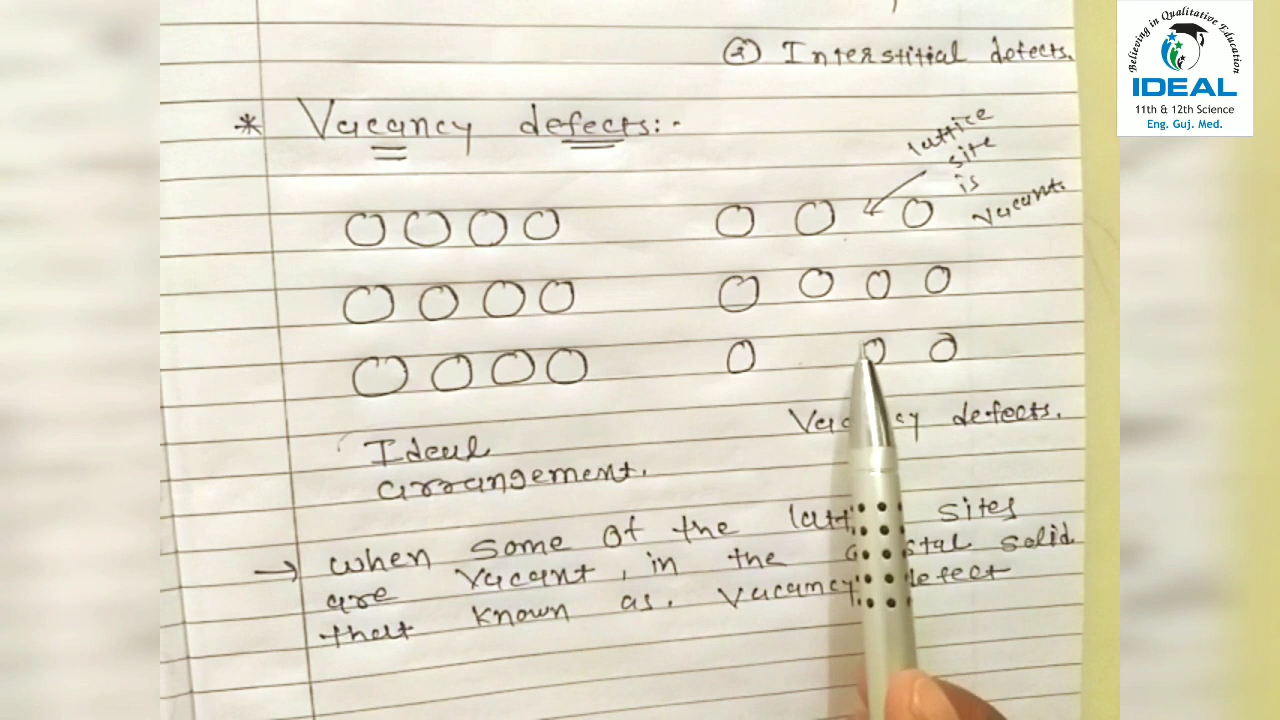 ② Interstitial defects.
* Vacancy defects:-
lattice
site
is
vacant.
Ideal
arrangement.
Vacancy defects.
→ When some of the sites
are vacant, in the solid
that known as. vacancy defect
Believing in Qualitative Education
IDEAL
11th & 12th Science
Eng. Guj. Med.